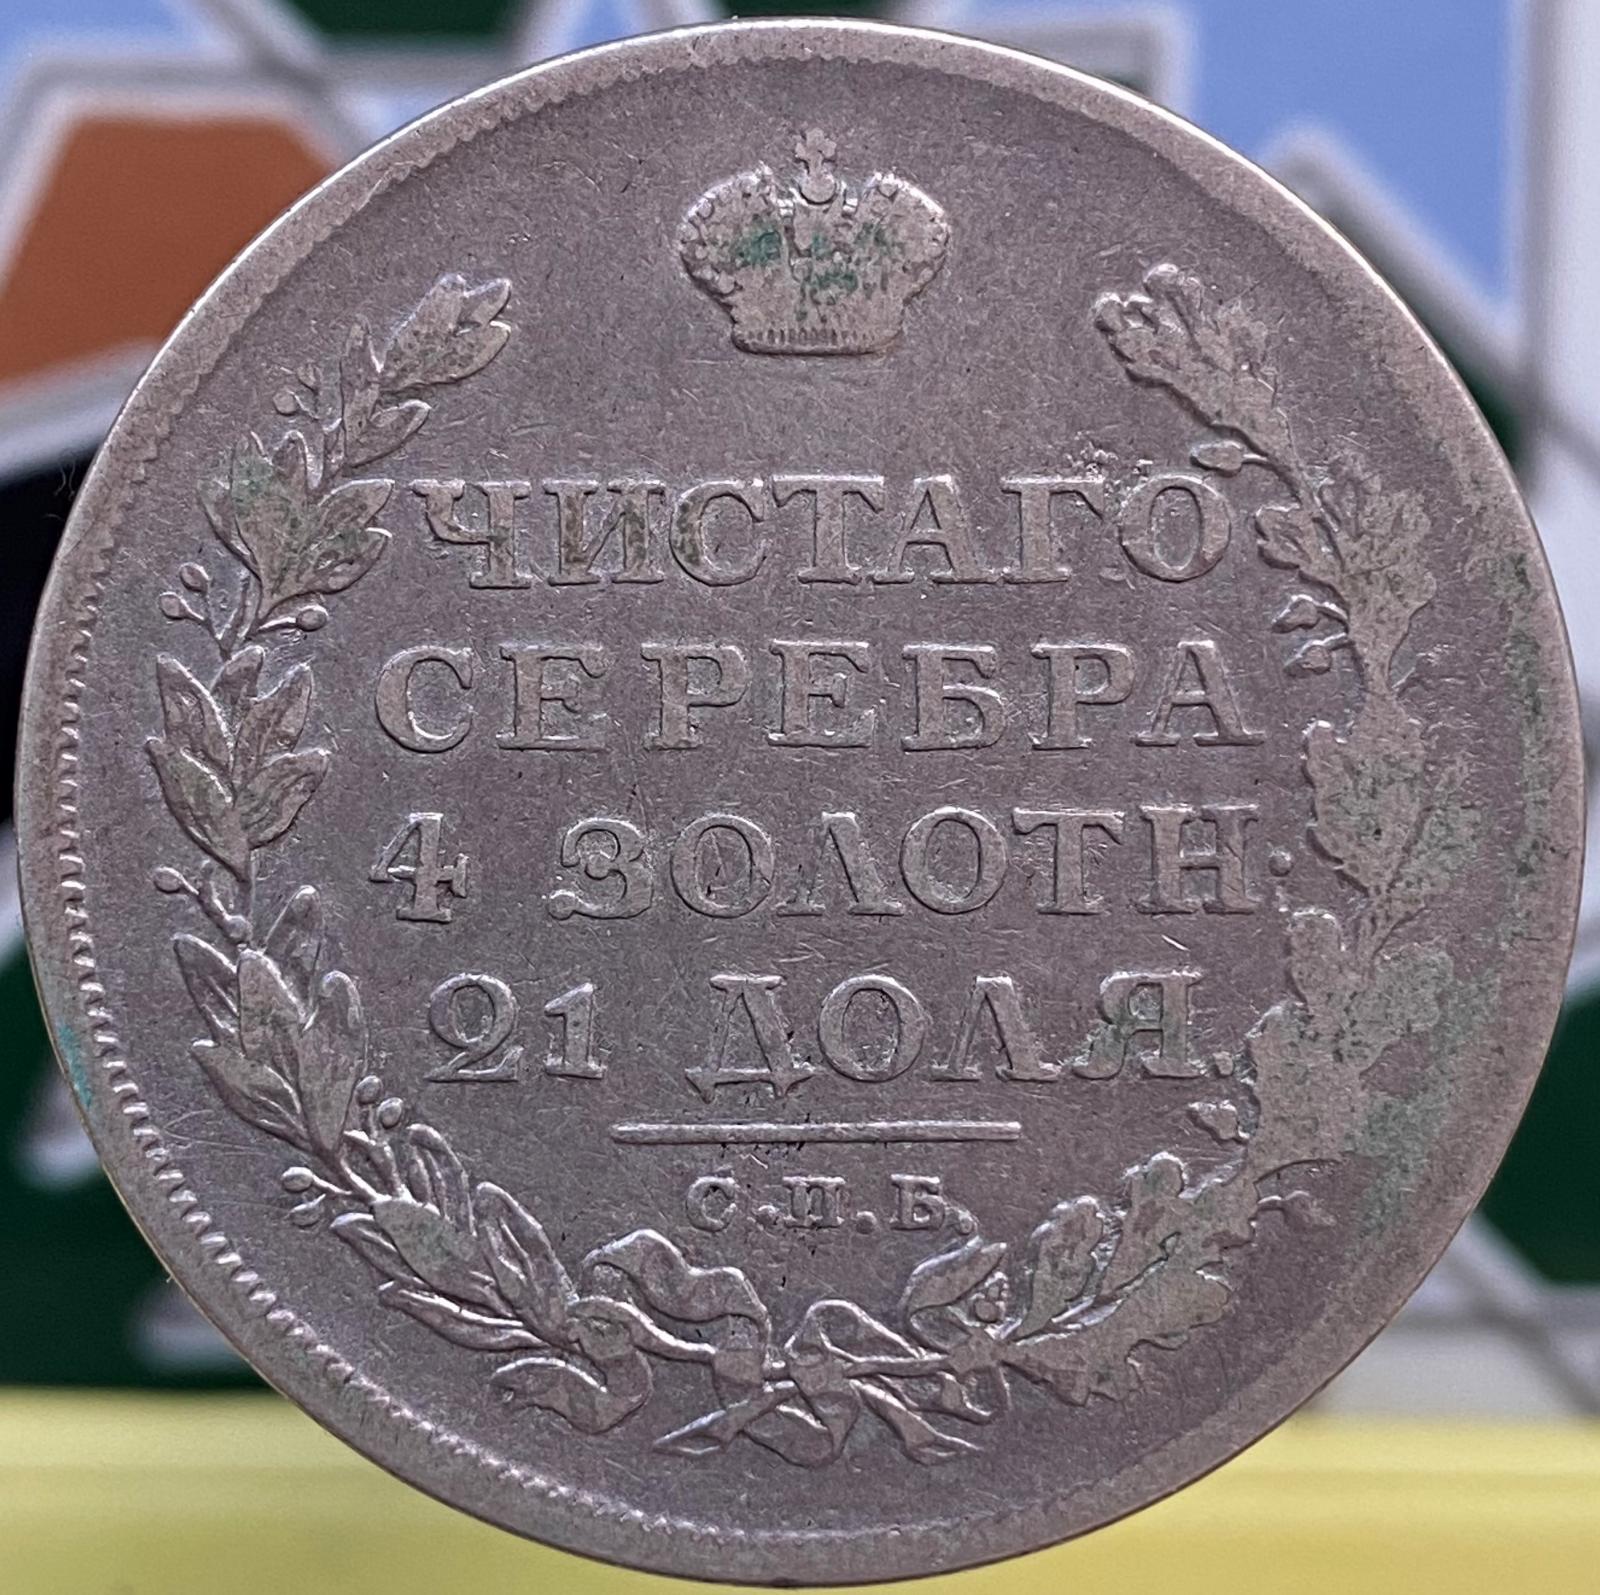 ЧИСТАГО
СЕРЕБРА
4 ЗОЛОТН.
21 ДОЛЯ.
С.П.Б.